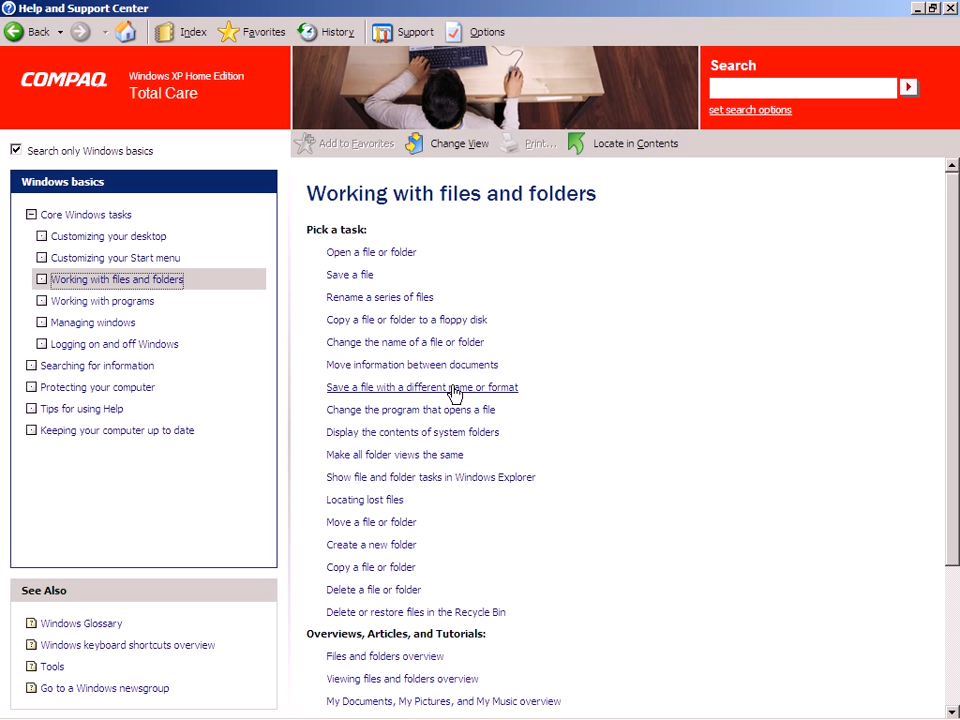 Help and Support Center
Back Index Favorites History Support Options
COMPAQ
Windows XP Home Edition
Total Care
Search
set search options
Search only Windows basics
Add to Favorites Change View Print... Locate in Contents
Windows basics
Core Windows tasks
Customizing your desktop
Customizing your Start menu
Working with files and folders
Working with programs
Managing windows
Logging on and off Windows
Searching for information
Protecting your computer
Tips for using Help
Keeping your computer up to date
See Also
Windows Glossary
Windows keyboard shortcuts overview
Tools
Go to a Windows newsgroup
Working with files and folders
Pick a task:
Open a file or folder
Save a file
Rename a series of files
Copy a file or folder to a floppy disk
Change the name of a file or folder
Move information between documents
Save a file with a different name or format
Change the program that opens a file
Display the contents of system folders
Make all folder views the same
Show file and folder tasks in Windows Explorer
Locating lost files
Move a file or folder
Create a new folder
Copy a file or folder
Delete a file or folder
Delete or restore files in the Recycle Bin
Overviews, Articles, and Tutorials:
Files and folders overview
Viewing files and folders overview
My Documents, My Pictures, and My Music overview